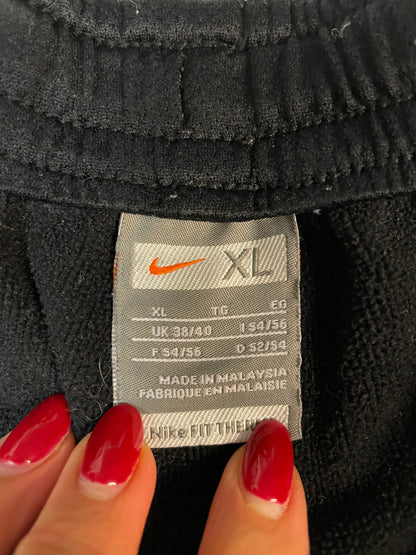 XL
XL TG EG
UK 38/40 I 54/56
F 54/56 D 52/54
MADE IN MALAYSIA
FABRIQUE EN MALAISIE
Nike FIT